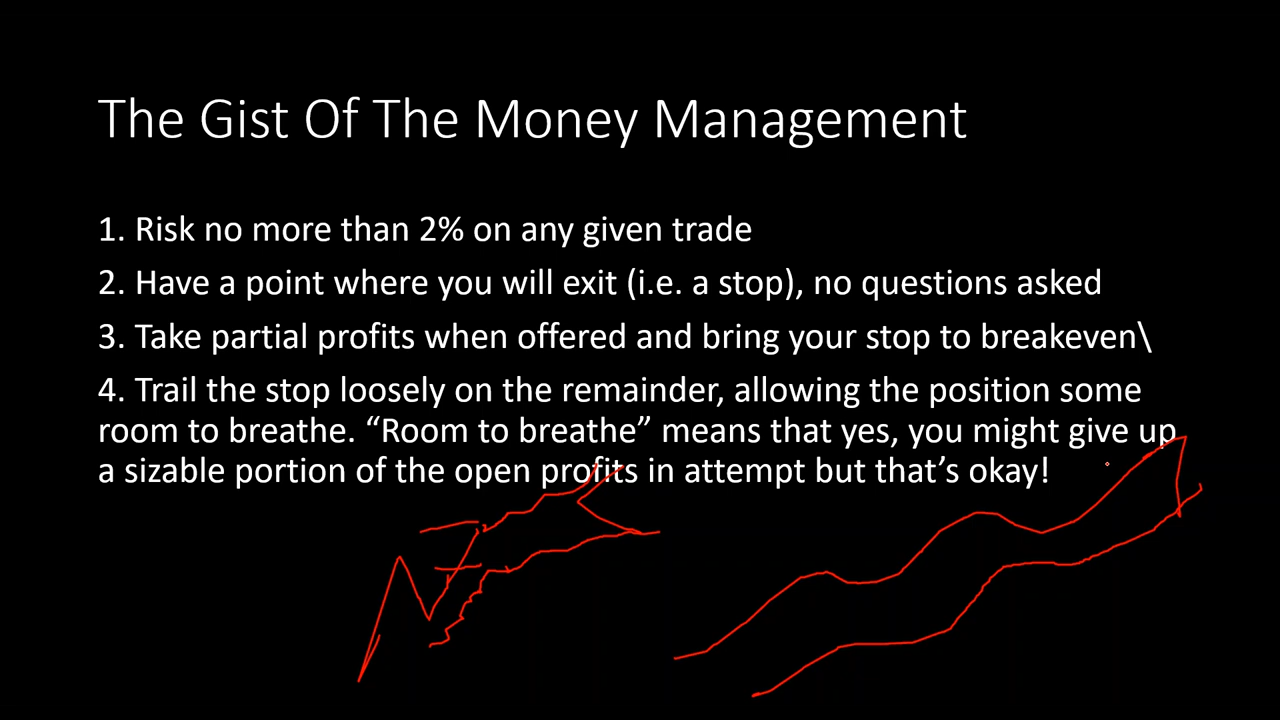 The Gist Of The Money Management
1. Risk no more than 2% on any given trade
2. Have a point where you will exit (i.e. a stop), no questions asked
3. Take partial profits when offered and bring your stop to breakeven\
4. Trail the stop loosely on the remainder, allowing the position some
room to breathe. “Room to breathe” means that yes, you might give up
a sizable portion of the open profits in attempt but that’s okay!